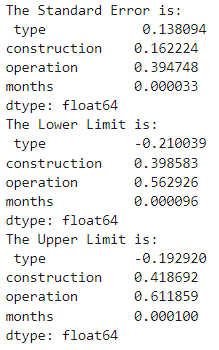 The Standard Error is:
type 0.138094
construction 0.162224
operation 0.394748
months 0.000033
dtype: float64
The Lower Limit is:
type -0.210039
construction 0.398583
operation 0.562926
months 0.000096
dtype: float64
The Upper Limit is:
type -0.192920
construction 0.418692
operation 0.611859
months 0.000100
dtype: float64